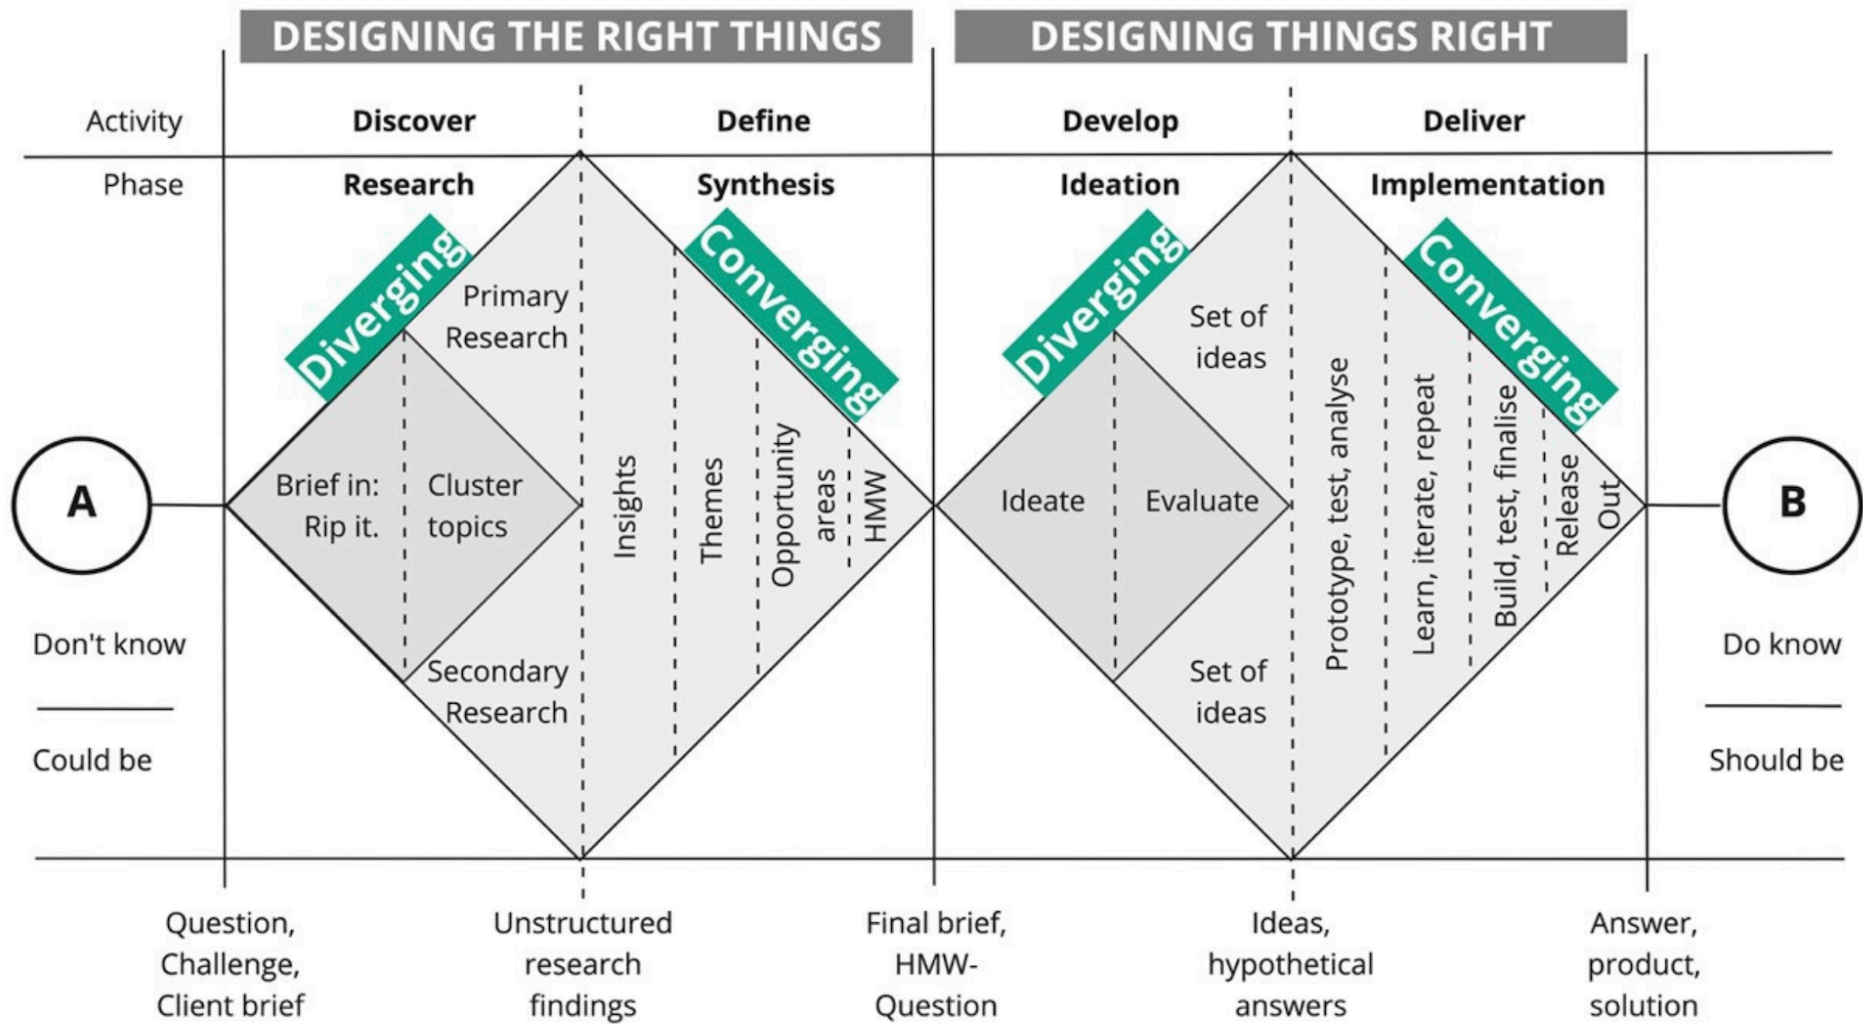 DESIGNING THE RIGHT THINGS
DESIGNING THINGS RIGHT
Activity
Discover
Define
Develop
Deliver
Phase
Research
Synthesis
Ideation
Implementation
Diverging
Converging
Diverging
Converging
Primary
Research
Set of
ideas
A
Brief in:
Rip it.
Cluster
topics
Insights
Themes
Opportunity
areas
HMW
Ideate
Evaluate
Prototype, test, analyse
Learn, iterate, repeat
Build, test, finalise
Release
Out
B
Don't know
Could be
Secondary
Research
Set of
ideas
Do know
Should be
Question,
Challenge,
Client brief
Unstructured
research
findings
Final brief,
HMW-
Question
Ideas,
hypothetical
answers
Answer,
product,
solution